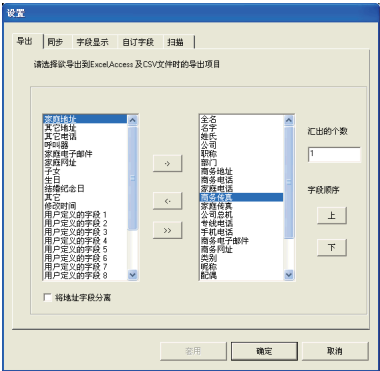 设置
导出 同步 字段显示 自订字段 扫描
请选择欲导出到Excel,Access 及CSV文件时的导出项目
家庭地址
其它地址
其它电话
呼叫器
家庭电子邮件
家庭网址
子女
生日
结婚纪念日
其它
修改时间
用户定义的字段 1
用户定义的字段 2
用户定义的字段 3
用户定义的字段 4
用户定义的字段 5
用户定义的字段 6
用户定义的字段 7
用户定义的字段 8
->
<-
>>
全名
名字
姓氏
公司
职称
部门
商务地址
商务电话
家庭电话
商务传真
家庭传真
公司总机
专线电话
手机电话
商务电子邮件
商务网址
类别
昵称
配偶
汇出的个数
1
字段顺序
上
下
将地址字段分离
套用 确定 取消